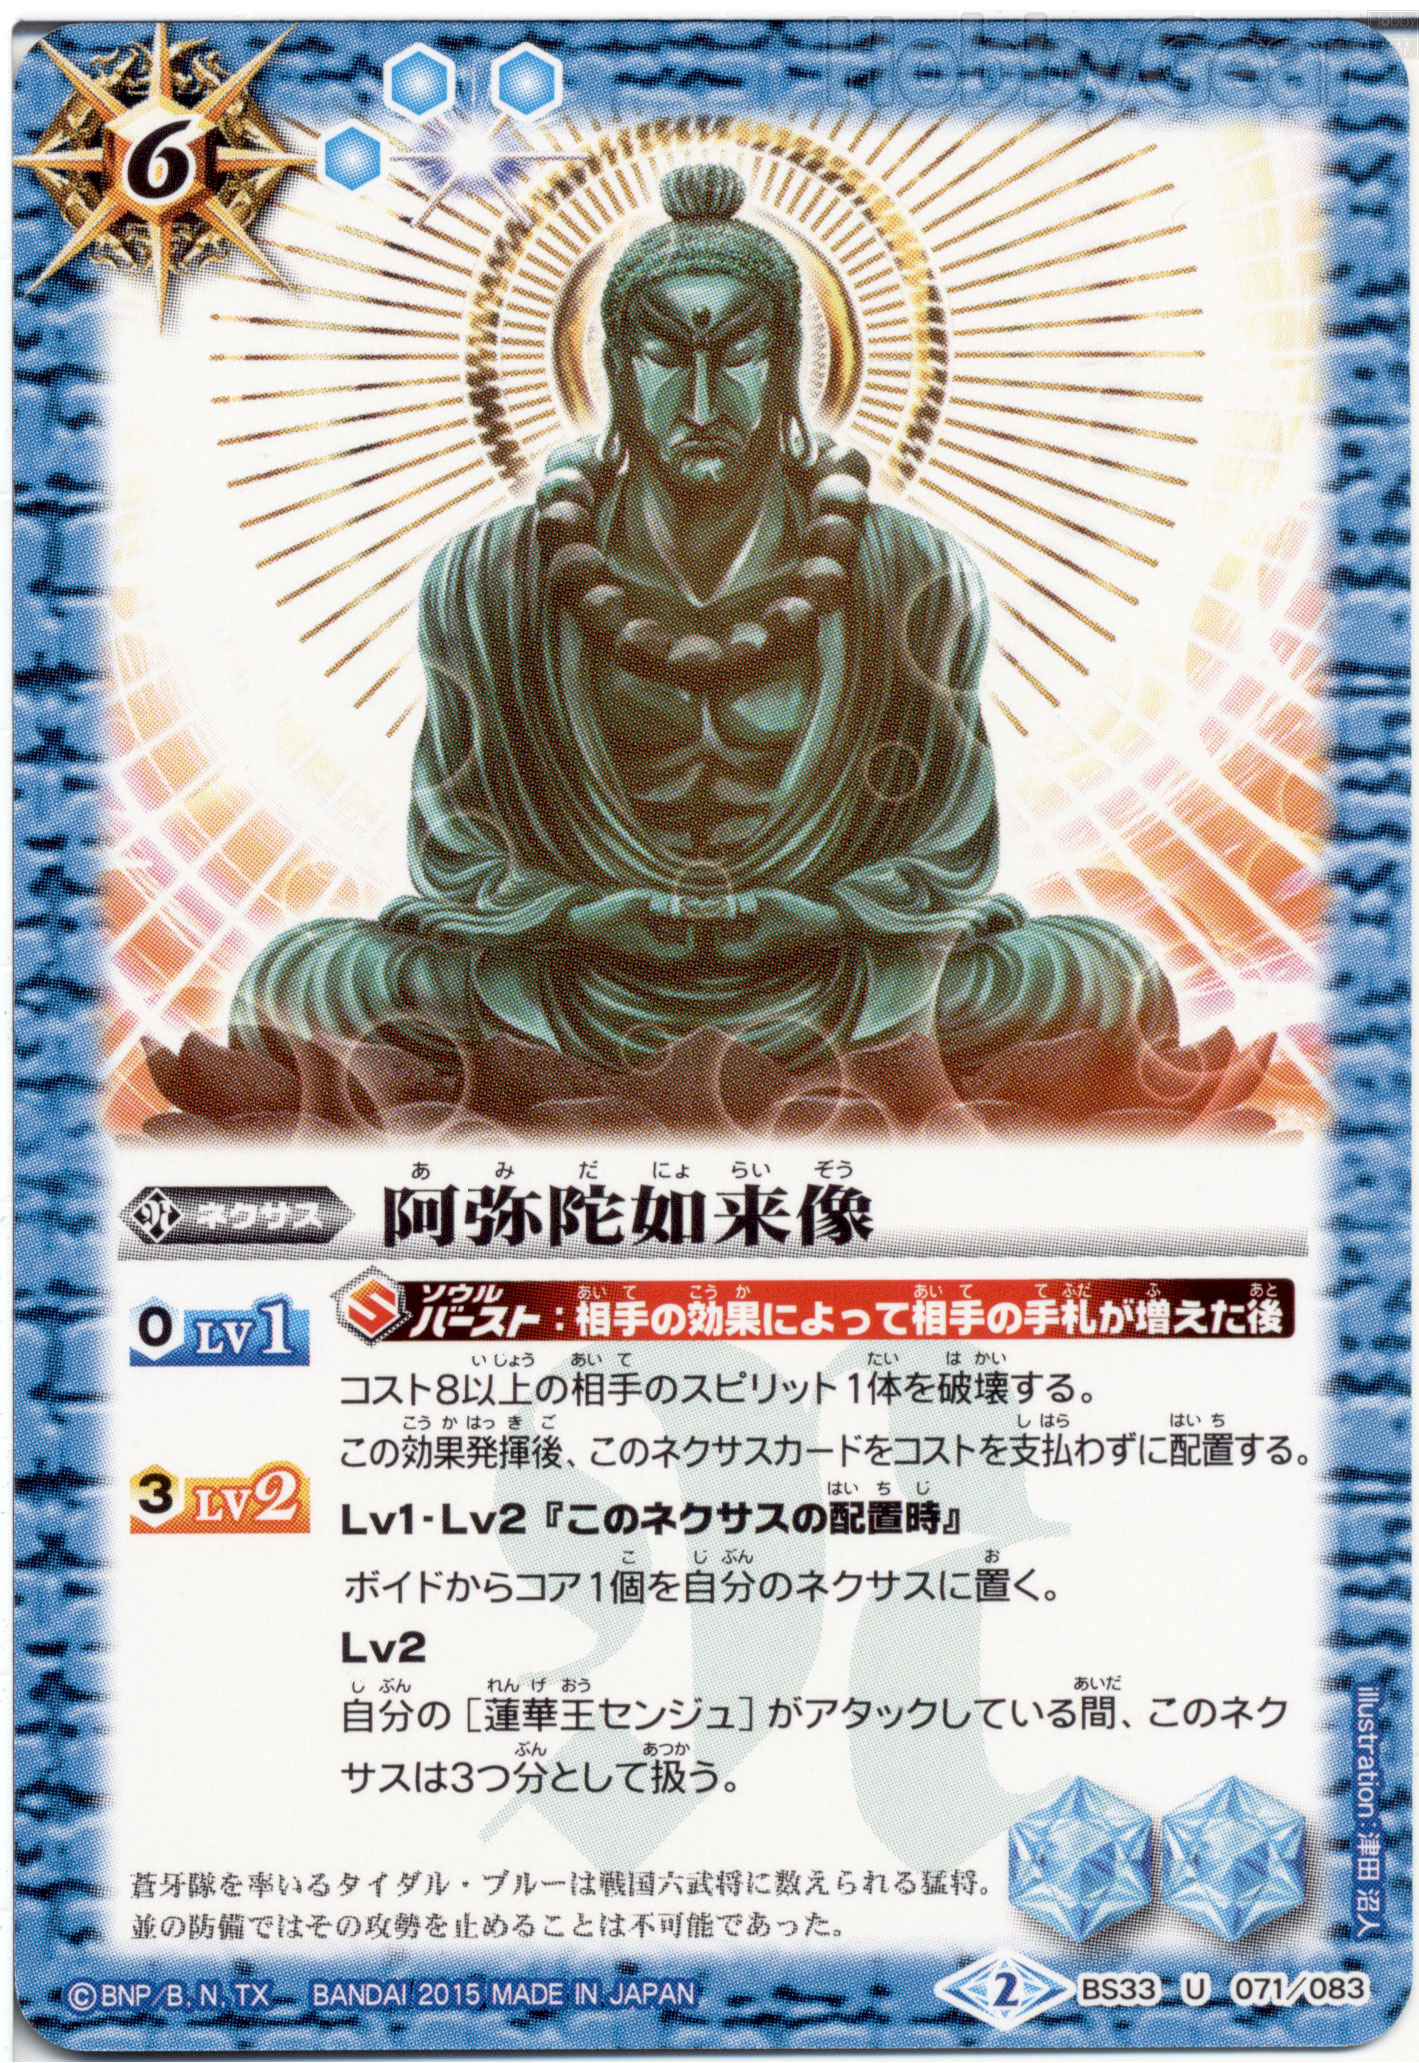 HobbyGear
6
あみだにょらいぞう
ネクサス 阿弥陀如来像
0 LV1
ソウルバースト:相手の効果によって相手の手札が増えた後
コスト8以上の相手のスピリット1体を破壊する。
この効果発揮後、このネクサスカードをコストを支払わずに配置する。
3 LV2
Lv1-Lv2『このネクサスの配置時』
ボイドからコア1個を自分のネクサスに置く。
Lv2
自分の[蓮華王センジュ]がアタックしている間、このネク
サスは3つ分として扱う。
蒼牙隊を率いるタイダル・ブルーは戦国六武将に数えられる猛将。
並の防備ではその攻勢を止めることは不可能であった。
illustration: 津田 沼人
©BNP/B, N, TX BANDAI 2015 MADE IN JAPAN
2 BS33 U 071/083